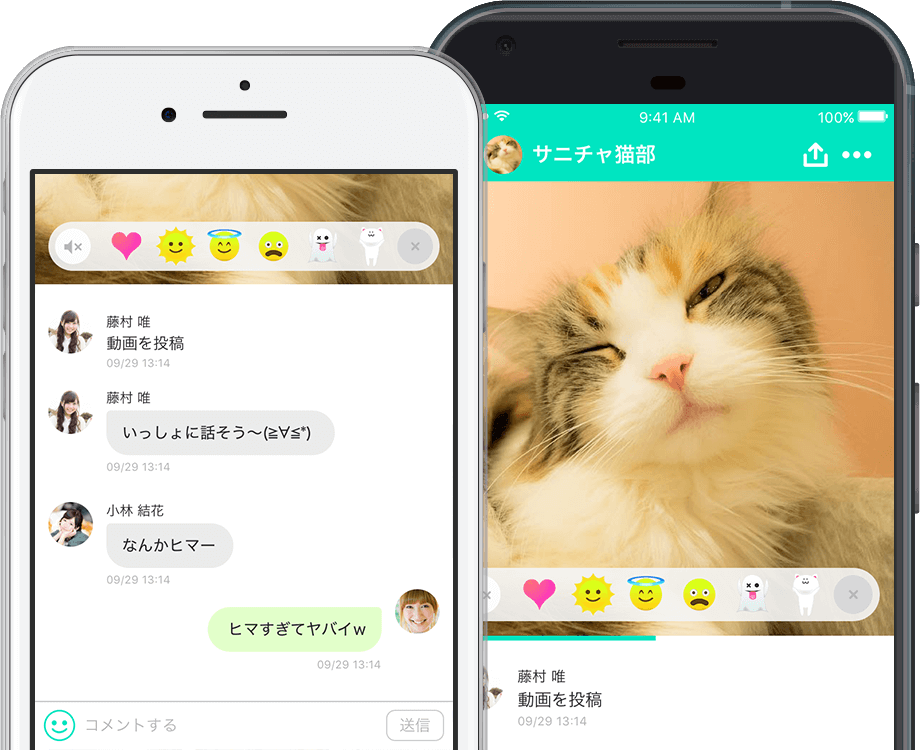 藤村 唯
動画を投稿
09/29 13:14
藤村 唯
いっしょに話そう〜(≧∀≦*)
09/29 13:14
小林 結花
なんかヒマー
09/29 13:14
ヒマすぎてヤバイw
09/29 13:14
コメントする
送信
9:41 AM
100%
サニチャ猫部
藤村 唯
動画を投稿
09/29 13:14